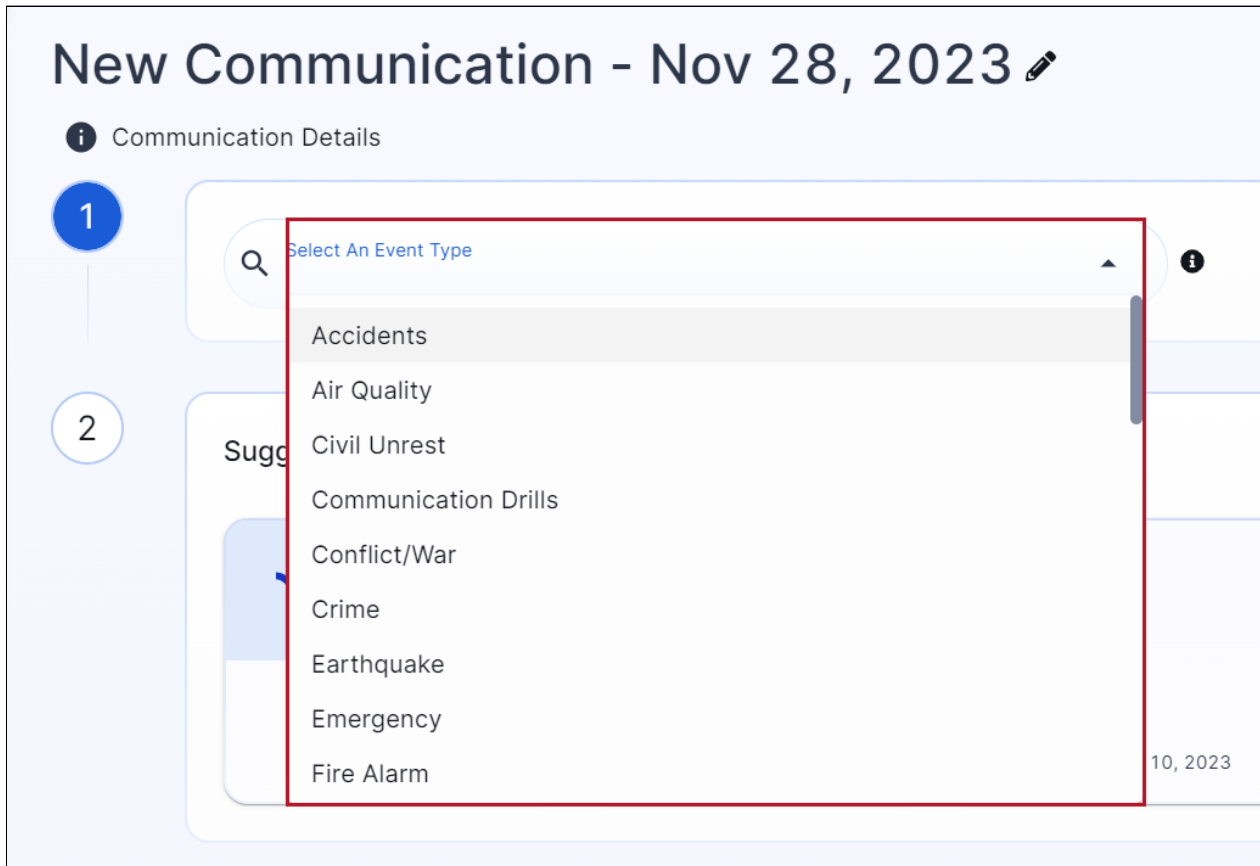 New Communication - Nov 28, 2023
Communication Details
1
Select An Event Type
Accidents
Air Quality
2
Civil Unrest
Sugg
Communication Drills
Conflict/War
Crime
Earthquake
Emergency
10, 2023
Fire Alarm